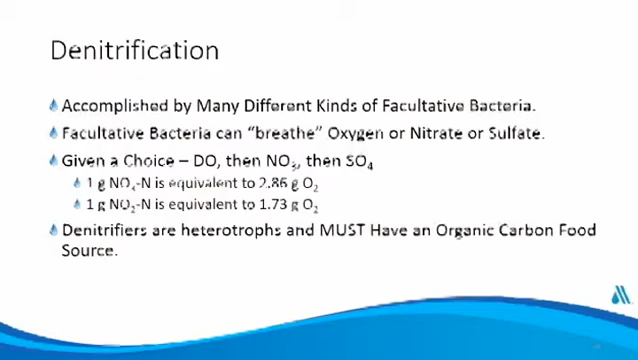 Denitrification
Accomplished by Many Different Kinds of Facultative Bacteria.
Facultative Bacteria can “breathe” Oxygen or Nitrate or Sulfate.
Given a Choice – DO, then NO₃, then SO₄
1 g NO₃-N is equivalent to 2.86 g O₂
1 g NO₂-N is equivalent to 1.73 g O₂
Denitrifiers are heterotrophs and MUST Have an Organic Carbon Food
Source.